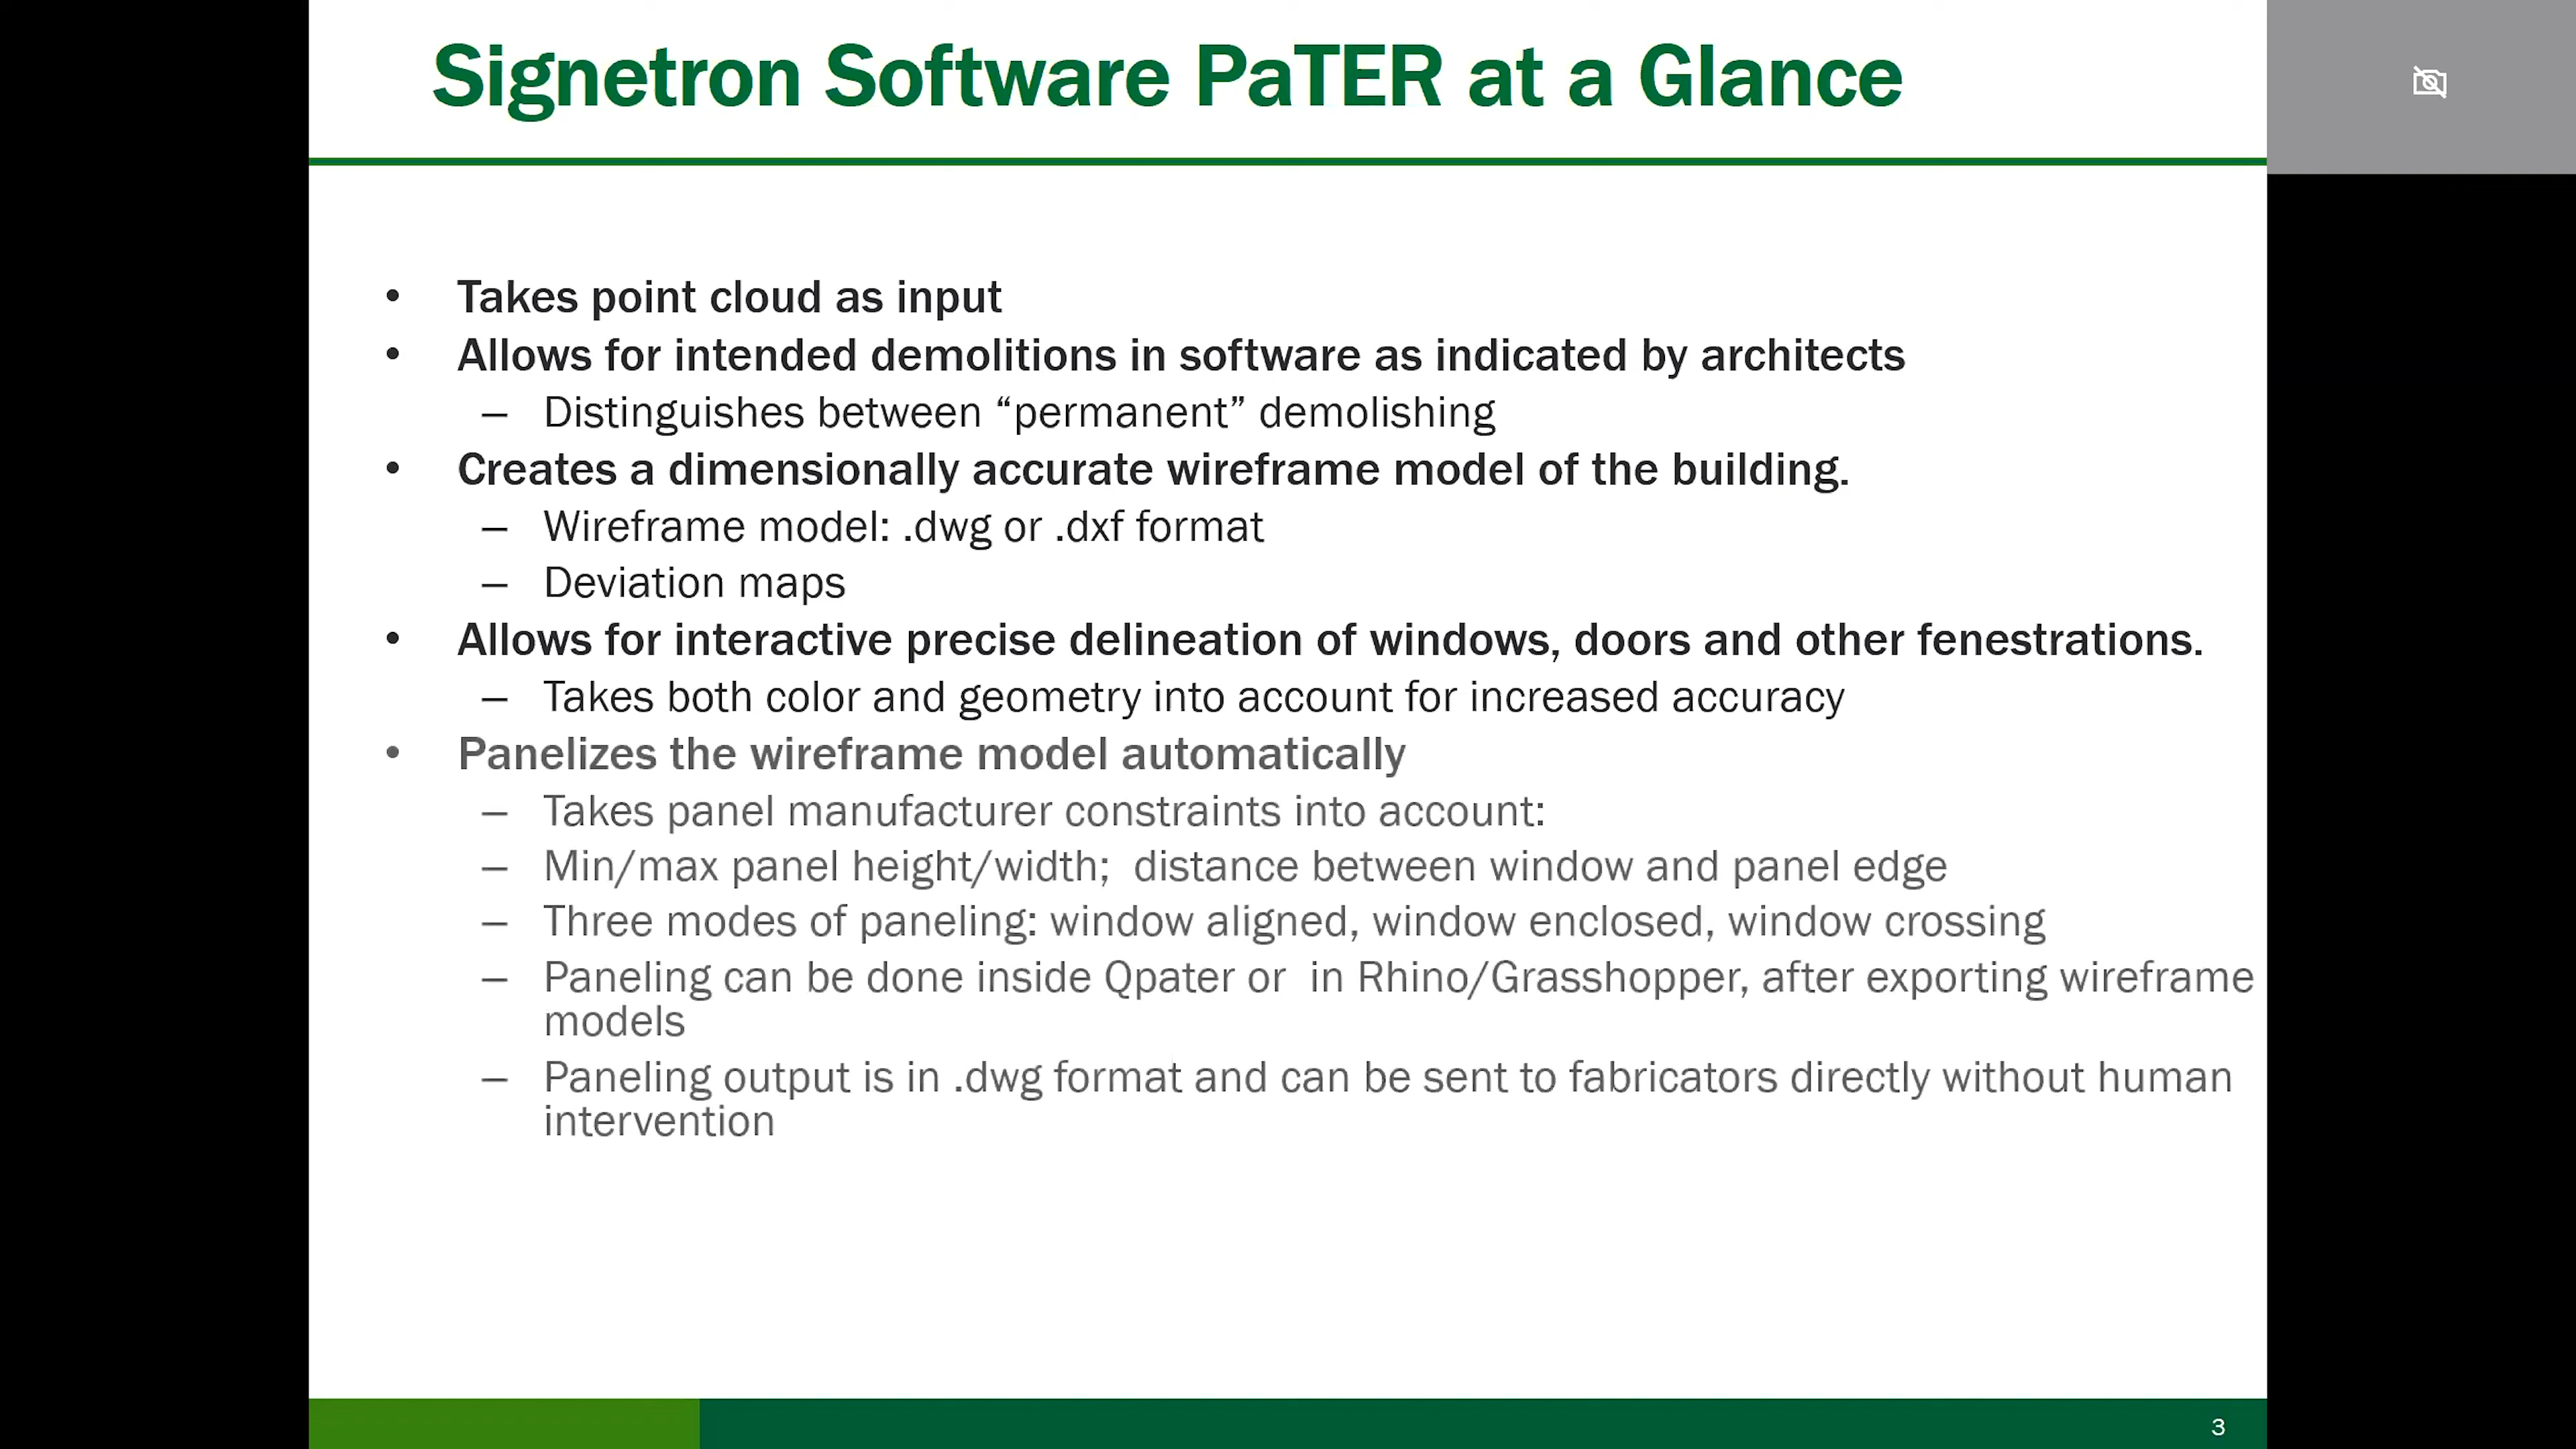 Signetron Software PaTER at a Glance
• Takes point cloud as input
• Allows for intended demolitions in software as indicated by architects
– Distinguishes between “permanent” demolishing
• Creates a dimensionally accurate wireframe model of the building.
– Wireframe model: .dwg or .dxf format
– Deviation maps
• Allows for interactive precise delineation of windows, doors and other fenestrations.
– Takes both color and geometry into account for increased accuracy
• Panelizes the wireframe model automatically
– Takes panel manufacturer constraints into account:
– Min/max panel height/width;  distance between window and panel edge
– Three modes of paneling: window aligned, window enclosed, window crossing
– Paneling can be done inside Qpater or  in Rhino/Grasshopper, after exporting wireframe
models
– Paneling output is in .dwg format and can be sent to fabricators directly without human
intervention
3